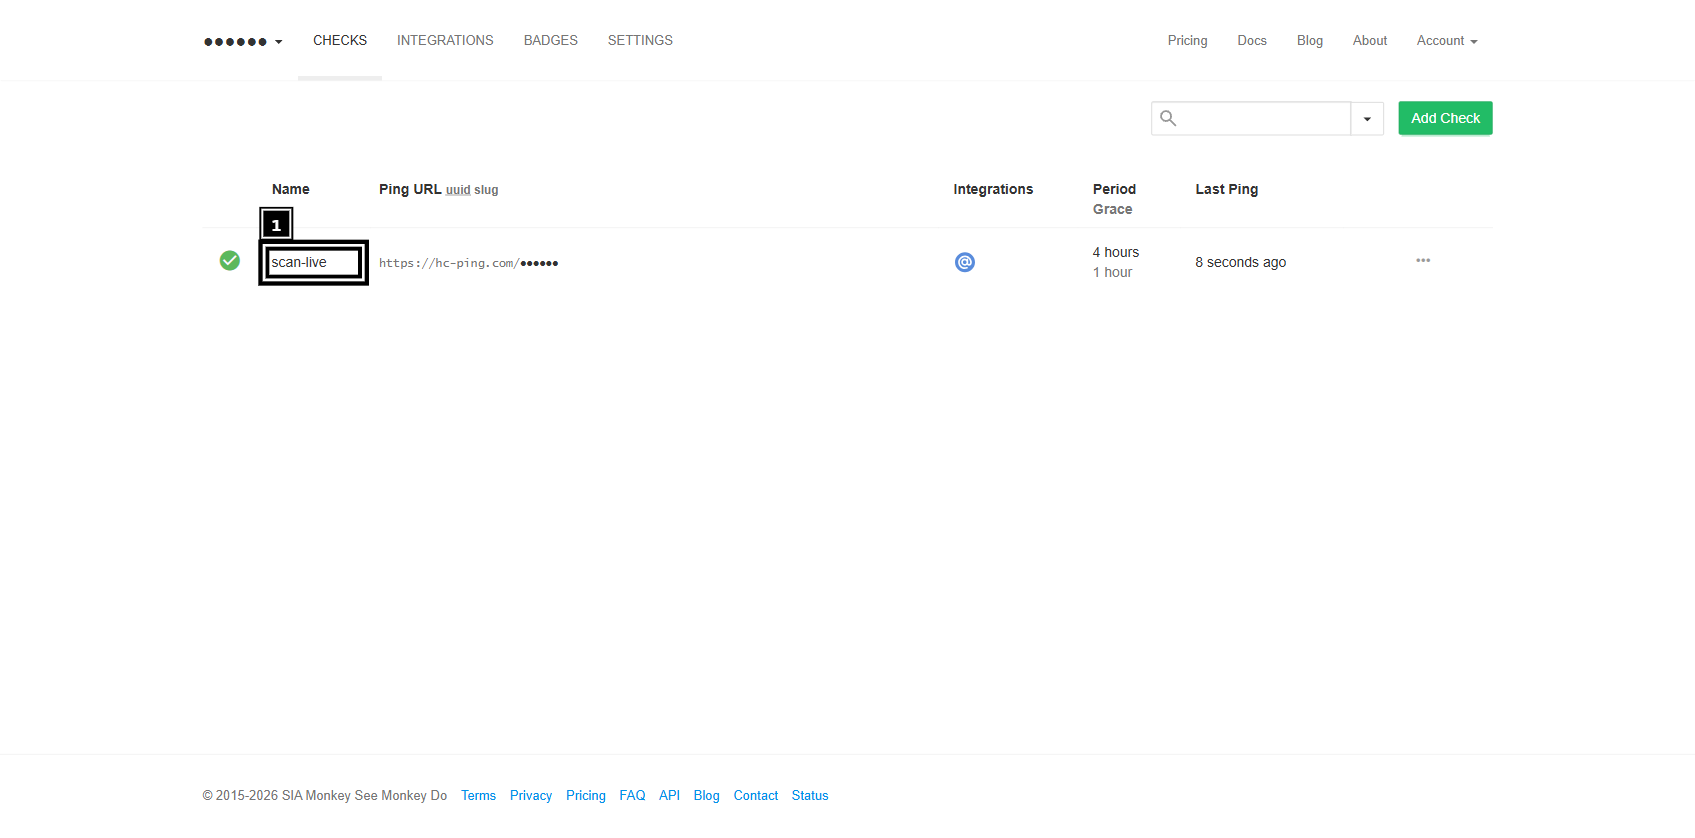 ●●●●●● CHECKS INTEGRATIONS BADGES SETTINGS Pricing Docs Blog About Account
Add Check
Name Ping URL uuid slug Integrations Period Last Ping
Grace
1
scan-live https://hc-ping.com/●●●●●● 4 hours 8 seconds ago
1 hour
© 2015-2026 SIA Monkey See Monkey Do Terms Privacy Pricing FAQ API Blog Contact Status